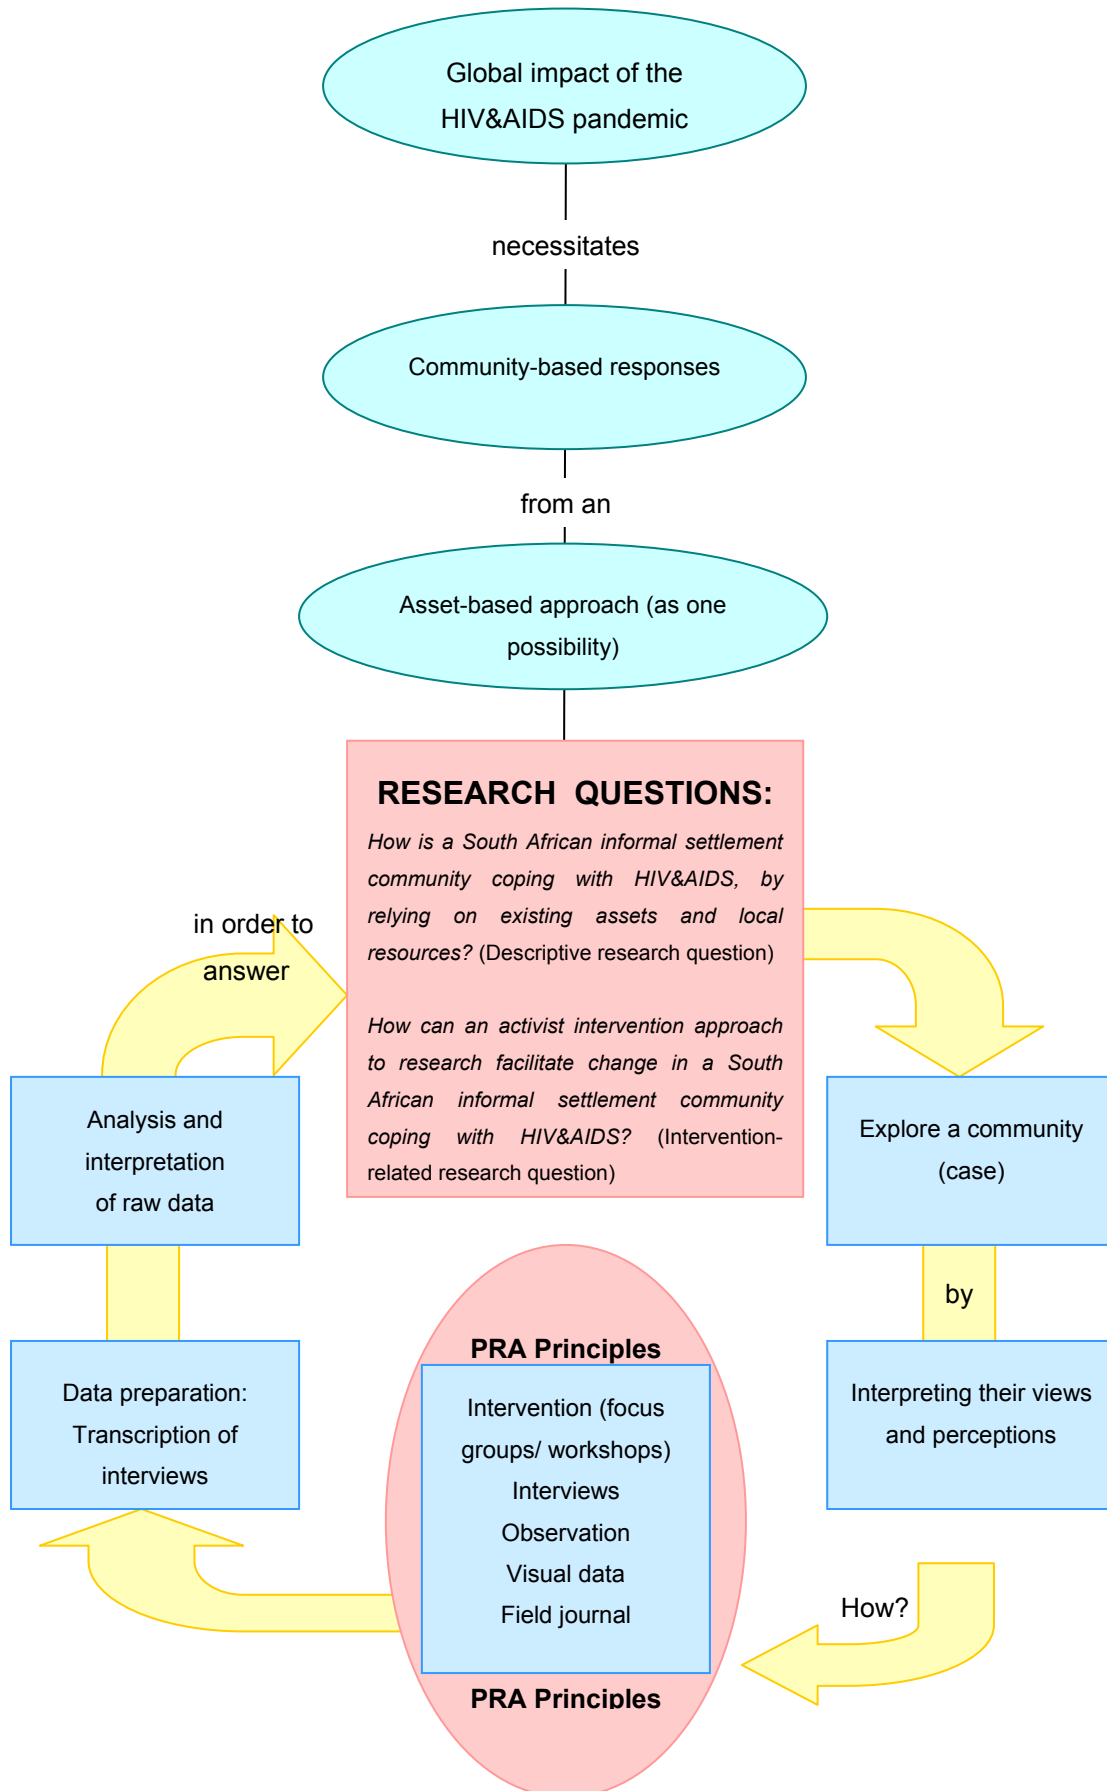 Global impact of the
HIV&AIDS pandemic
necessitates
Community-based responses
from an
Asset-based approach (as one
possibility)
RESEARCH QUESTIONS:
How is a South African informal settlement
community coping with HIV&AIDS, by
relying on existing assets and local
resources? (Descriptive research question)
How can an activist intervention approach
to research facilitate change in a South
African informal settlement community
coping with HIV&AIDS? (Intervention-
related research question)
in order to
answer
Explore a community
(case)
by
Interpreting their views
and perceptions
How?
PRA Principles
Intervention (focus
groups/ workshops)
Interviews
Observation
Visual data
Field journal
PRA Principles
Data preparation:
Transcription of
interviews
Analysis and
interpretation
of raw data